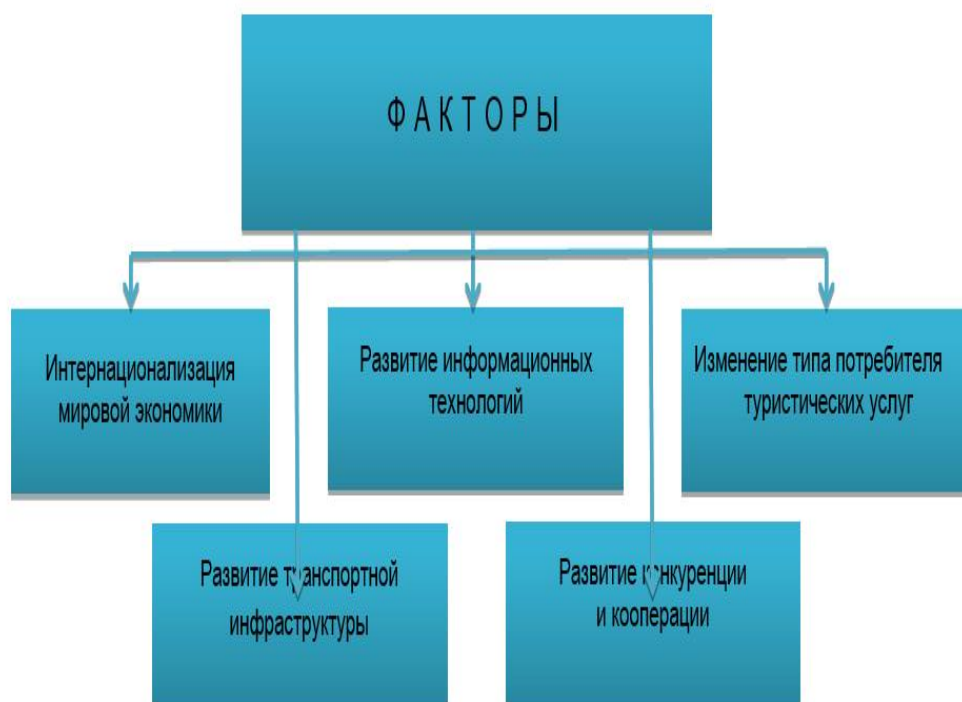 Ф А К Т О Р Ы
Интернационализация
мировой экономики
Развитие информационных
технологий
Изменение типа потребителя
туристических услуг
Развитие транспортной
инфраструктуры
Развитие конкуренции
и кооперации